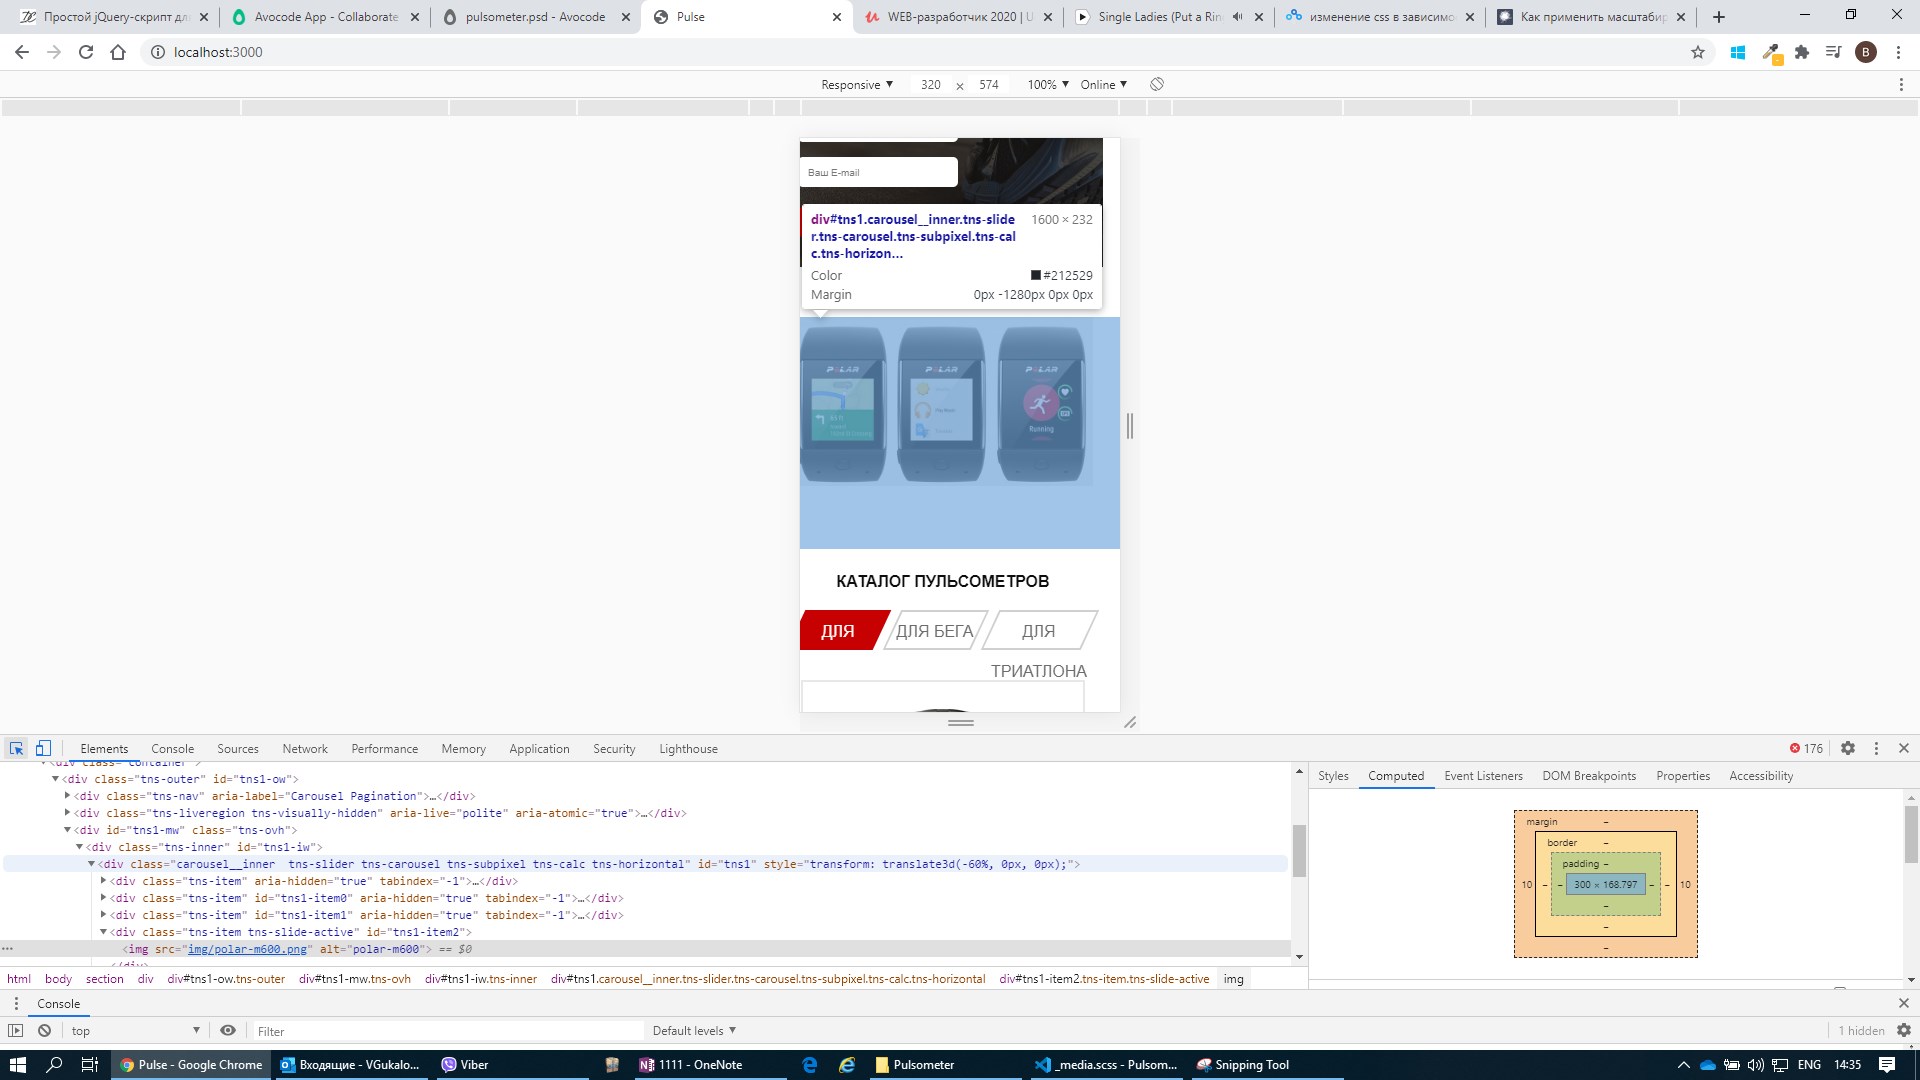 Простой jQuery-скрипт дл
Avocode App - Collaborate
pulsometer.psd - Avocode
Pulse
WEB-разработчик 2020 | U
Single Ladies (Put a Rin
изменение css в зависимо
Как применить масштабир
localhost:3000
B
Responsive
320
x
574
100%
Online
Ваш E-mail
div#tns1.carousel__inner.tns-slide
r.tns-carousel.tns-subpixel.tns-cal
c.tns-horizon…
1600 × 232
Color
#212529
Margin
0px -1280px 0px 0px
POLAR
POLAR
POLAR
Running
КАТАЛОГ ПУЛЬСОМЕТРОВ
ДЛЯ
ДЛЯ БЕГА
ДЛЯ
ТРИАТЛОНА
Elements
Console
Sources
Network
Performance
Memory
Application
Security
Lighthouse
176
<div class="container">
<div class="tns-outer" id="tns1-ow">
<div class="tns-nav" aria-label="Carousel Pagination">…</div>
<div class="tns-liveregion tns-visually-hidden" aria-live="polite" aria-atomic="true">…</div>
<div id="tns1-mw" class="tns-ovh">
<div class="tns-inner" id="tns1-iw">
<div class="carousel__inner  tns-slider tns-carousel tns-subpixel tns-calc tns-horizontal" id="tns1" style="transform: translate3d(-60%, 0px, 0px);">
<div class="tns-item" aria-hidden="true" tabindex="-1">…</div>
<div class="tns-item" id="tns1-item0" aria-hidden="true" tabindex="-1">…</div>
<div class="tns-item" id="tns1-item1" aria-hidden="true" tabindex="-1">…</div>
<div class="tns-item tns-slide-active" id="tns1-item2">
<img src="img/polar-m600.png" alt="polar-m600"> == $0
</div>
html body section div div#tns1-ow.tns-outer div#tns1-mw.tns-ovh div#tns1-iw.tns-inner div#tns1.carousel__inner.tns-slider.tns-carousel.tns-subpixel.tns-calc.tns-horizontal div#tns1-item2.tns-item.tns-slide-active img
Styles
Computed
Event Listeners
DOM Breakpoints
Properties
Accessibility
margin
–
border
–
padding –
10 – – 300 × 168.797 – – 10
–
–
–
Console
top
Filter
Default levels
1 hidden
Pulse - Google Chrome
Входящие - VGukalo...
Viber
1111 - OneNote
Pulsometer
_media.scss - Pulsom...
Snipping Tool
ENG
14:35